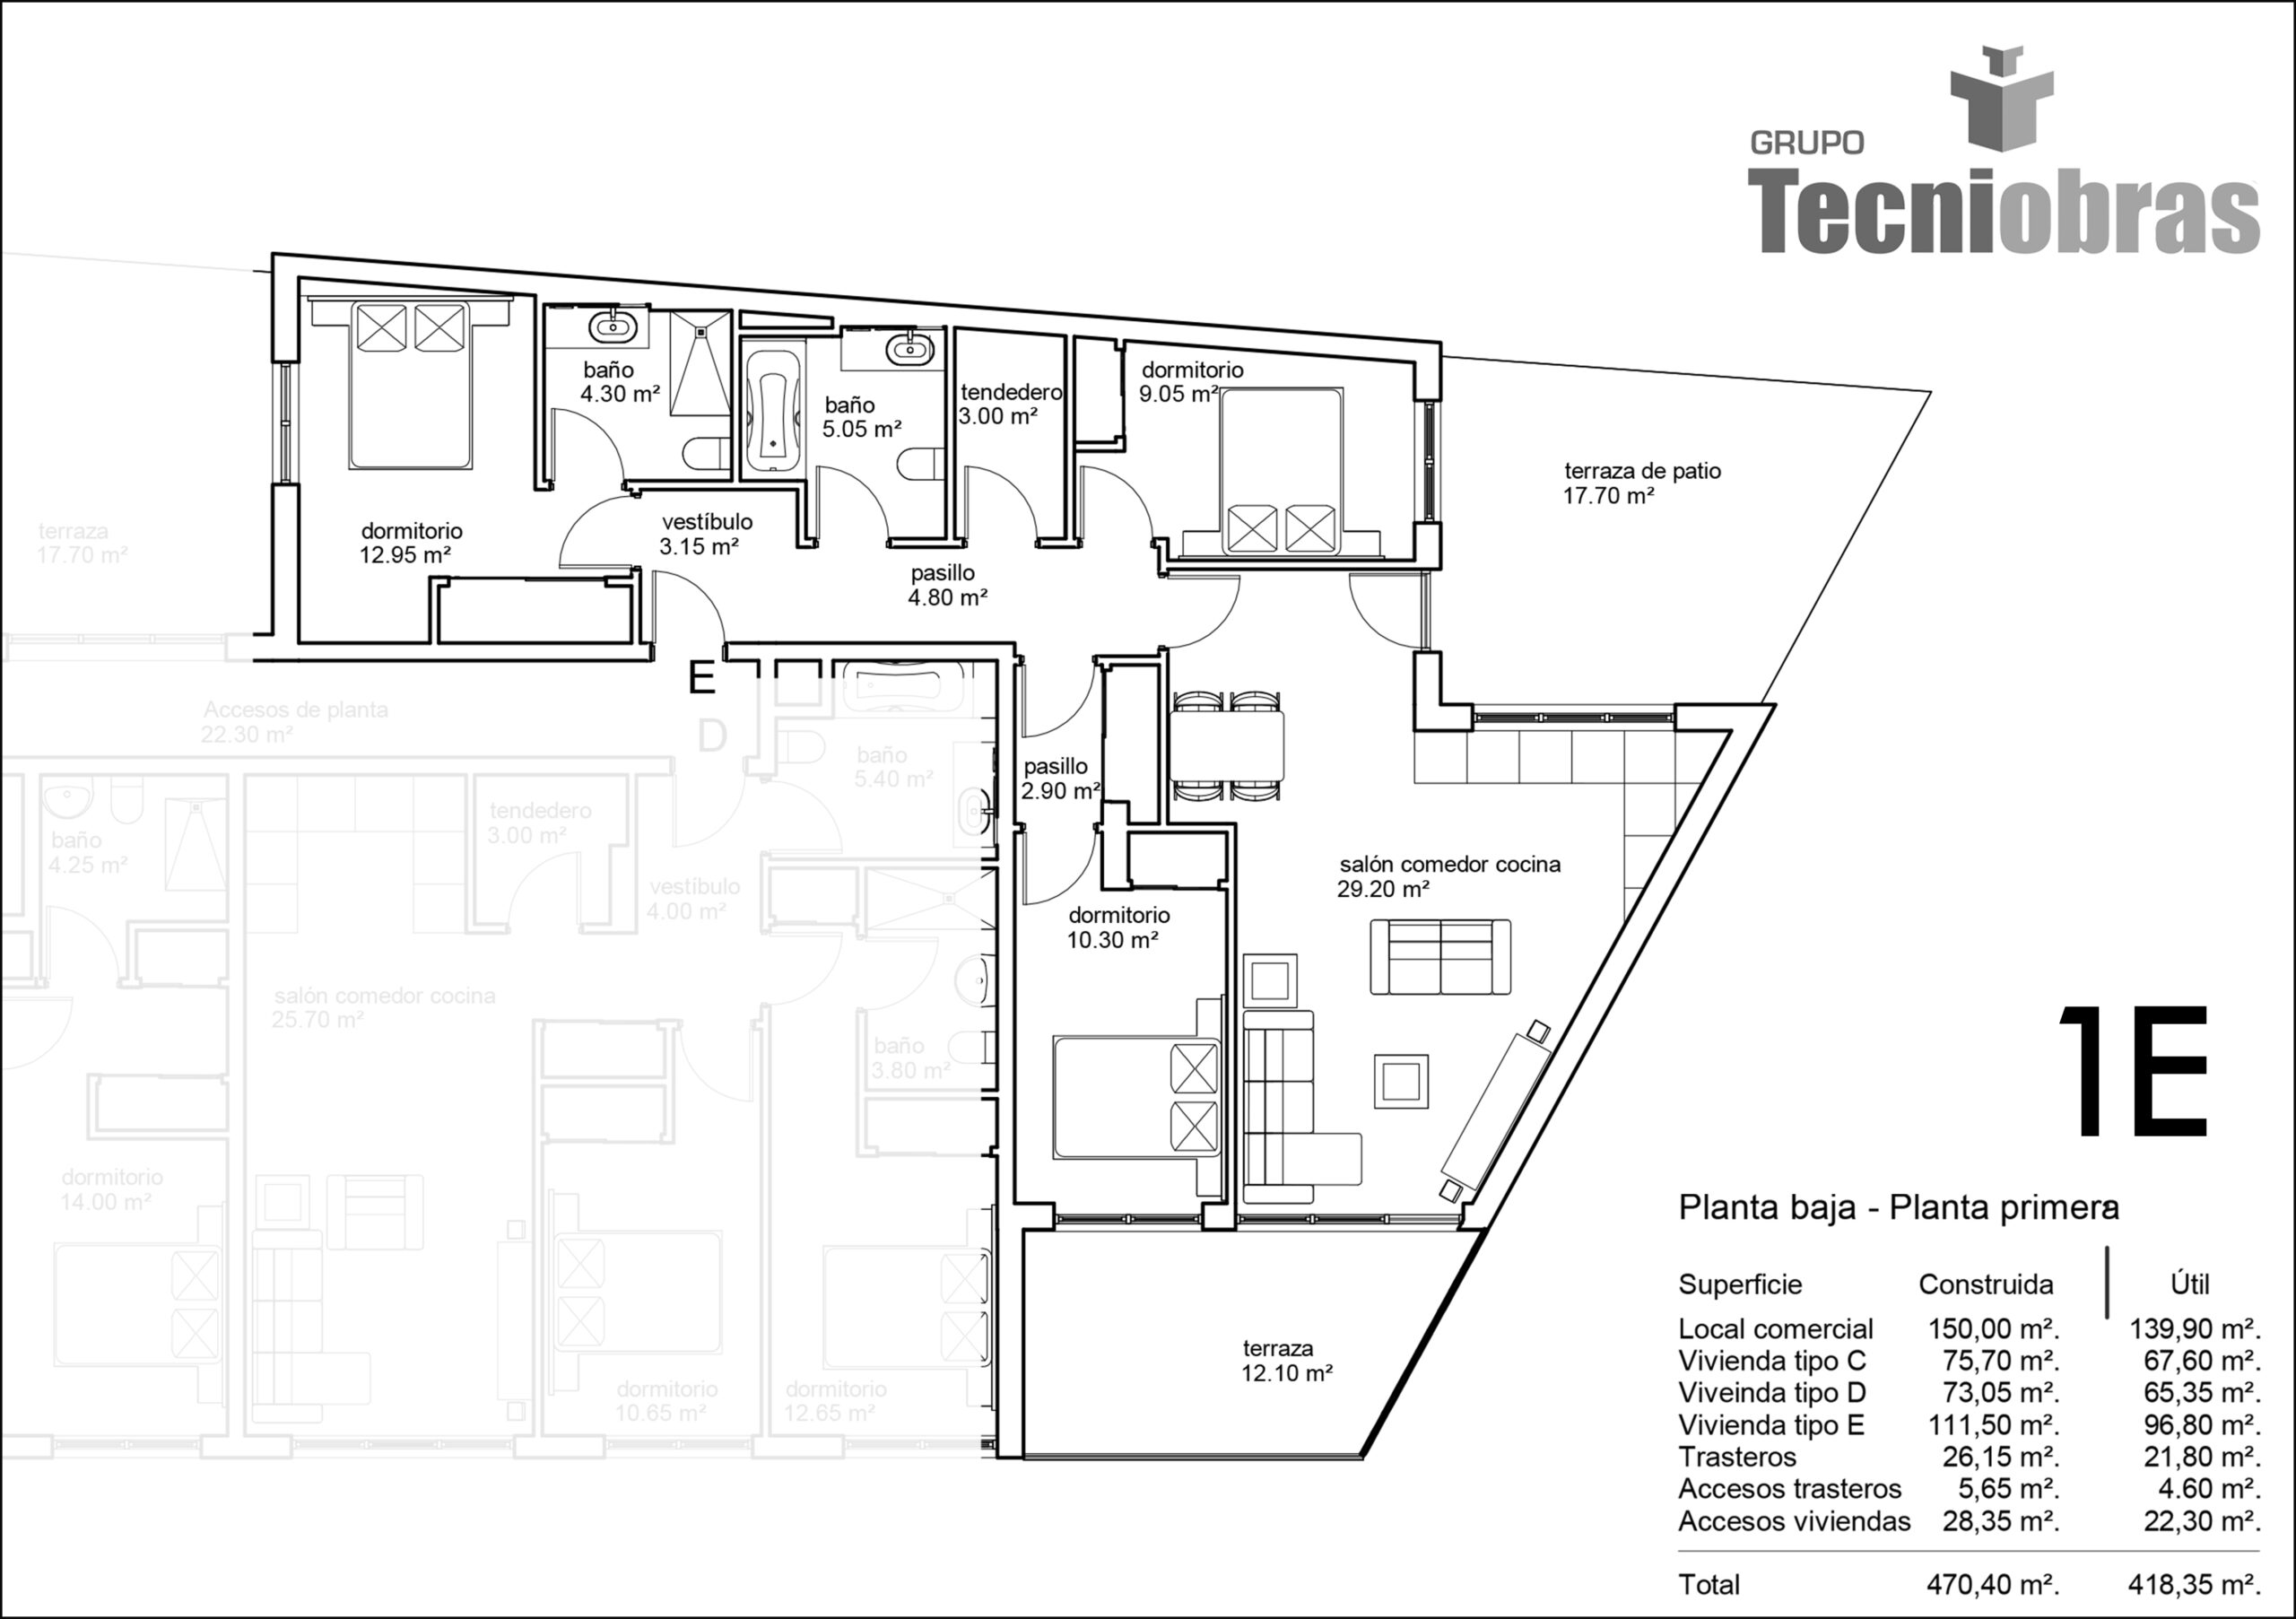 GRUPO
Tecniobras
baño
4.30 m²
dormitorio
9.05 m²
tendedero
3.00 m²
baño
5.05 m²
terraza de patio
17.70 m²
terraza
17.70 m²
dormitorio
12.95 m²
vestíbulo
3.15 m²
pasillo
4.80 m²
E
Accesos de planta
22.30 m²
D
baño
5.40 m²
pasillo
2.90 m²
tendedero
3.00 m²
baño
4.25 m²
salón comedor cocina
29.20 m²
vestíbulo
4.00 m²
dormitorio
10.30 m²
salón comedor cocina
25.70 m²
baño
3.80 m²
1E
dormitorio
14.00 m²
Planta baja - Planta primera
terraza
12.10 m²
dormitorio
10.65 m²
dormitorio
12.65 m²
Superficie Construida Útil
Local comercial 150,00 m². 139,90 m².
Vivienda tipo C 75,70 m². 67,60 m².
Viveinda tipo D 73,05 m². 65,35 m².
Vivienda tipo E 111,50 m². 96,80 m².
Trasteros 26,15 m². 21,80 m².
Accesos trasteros 5,65 m². 4.60 m².
Accesos viviendas 28,35 m². 22,30 m².
Total 470,40 m². 418,35 m².